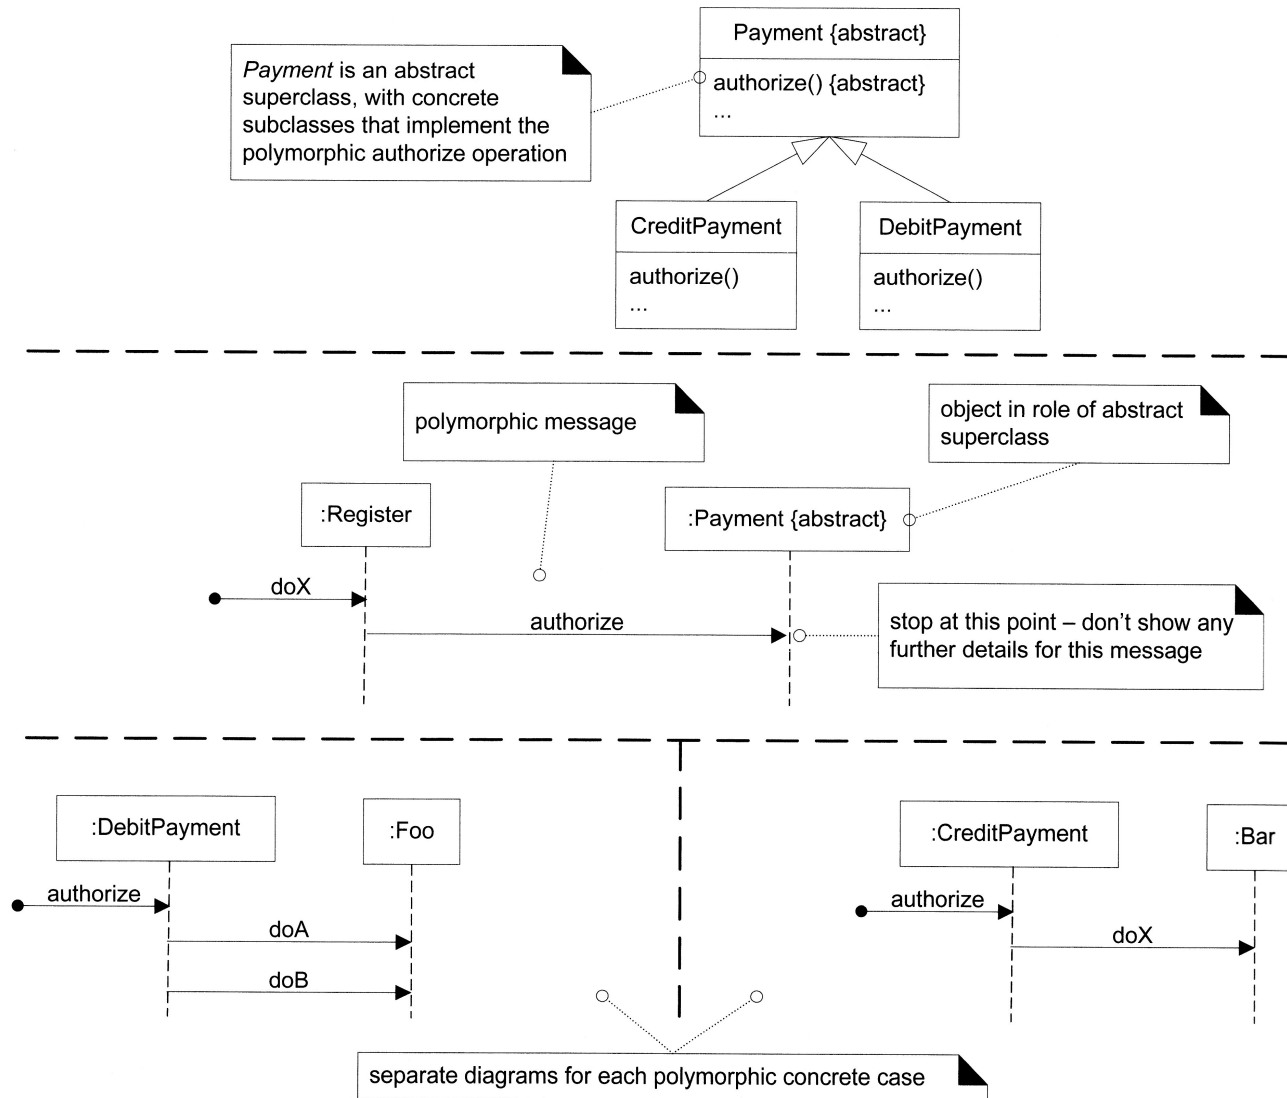 Payment {abstract}
authorize() {abstract}
...
Payment is an abstract
superclass, with concrete
subclasses that implement the
polymorphic authorize operation
CreditPayment
authorize()
...
DebitPayment
authorize()
...
polymorphic message
object in role of abstract
superclass
:Register
:Payment {abstract}
doX
authorize
stop at this point – don't show any
further details for this message
:DebitPayment
:Foo
authorize
doA
doB
:CreditPayment
:Bar
authorize
doX
separate diagrams for each polymorphic concrete case